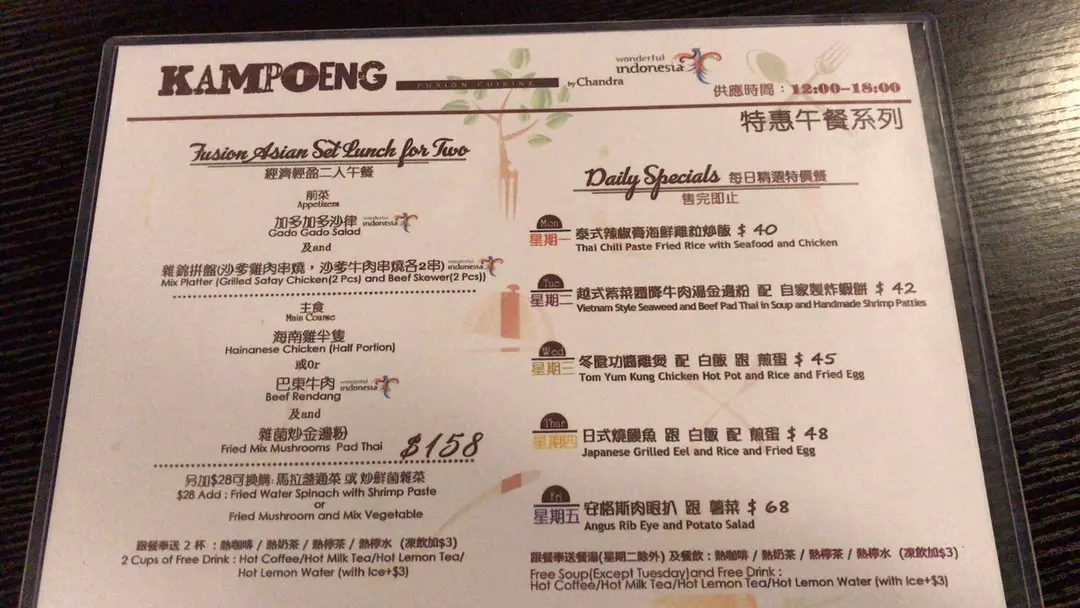 KAMPOENG
FUSION CUISINE
by Chandra
wonderful
indonesia
供應時間：12:00-18:00
特惠午餐系列
Fusion Asian Set Lunch for Two
經濟輕盈二人午餐
前菜
Appetizers
加多加多沙律 wonderful indonesia
Gado Gado Salad
及and
雜錦拼盤(沙爹雞肉串燒，沙爹牛肉串燒各2串) wonderful indonesia
Mix Platter (Grilled Satay Chicken(2 Pcs) and Beef Skewer(2 Pcs))
主食
Main Course
海南雞半隻
Hainanese Chicken (Half Portion)
或Or
巴東牛肉 wonderful indonesia
Beef Rendang
及and
雜菌炒金邊粉
Fried Mix Mushrooms Pad Thai
$158
另加$28可換購: 馬拉盞通菜 或 炒鮮菌雜菜
$28 Add : Fried Water Spinach with Shrimp Paste
or
Fried Mushroom and Mix Vegetable
跟餐奉送 2 杯 : 熱咖啡 / 熱奶茶 / 熱檸茶 / 熱檸水 (凍飲加$3)
2 Cups of Free Drink : Hot Coffee/Hot Milk Tea/Hot Lemon Tea/
Hot Lemon Water (with Ice+$3)
Daily Specials 每日精選特價餐
售完即止
Mon
星期一 泰式辣椒膏海鮮雞粒炒飯 $ 40
Thai Chili Paste Fried Rice with Seafood and Chicken
Tue
星期二 越式紫菜霜降牛肉湯金邊粉 配 自家製炸蝦餅 $ 42
Vietnam Style Seaweed and Beef Pad Thai in Soup and Handmade Shrimp Patties
Wed
星期三 冬陰功醬雞煲 配 白飯 跟 煎蛋 $ 45
Tom Yum Kung Chicken Hot Pot and Rice and Fried Egg
Thur
星期四 日式燒鰻魚 跟 白飯 配 煎蛋 $ 48
Japanese Grilled Eel and Rice and Fried Egg
Fri
星期五 安格斯肉眼扒 跟 薯菜 $ 68
Angus Rib Eye and Potato Salad
跟餐奉送餐湯(星期二除外) 及餐飲 : 熱咖啡 / 熱奶茶 / 熱檸茶 / 熱檸水 (凍飲加$3)
Free Soup(Except Tuesday)and Free Drink :
Hot Coffee/Hot Milk Tea/Hot Lemon Tea/Hot Lemon Water (with Ice+$3)